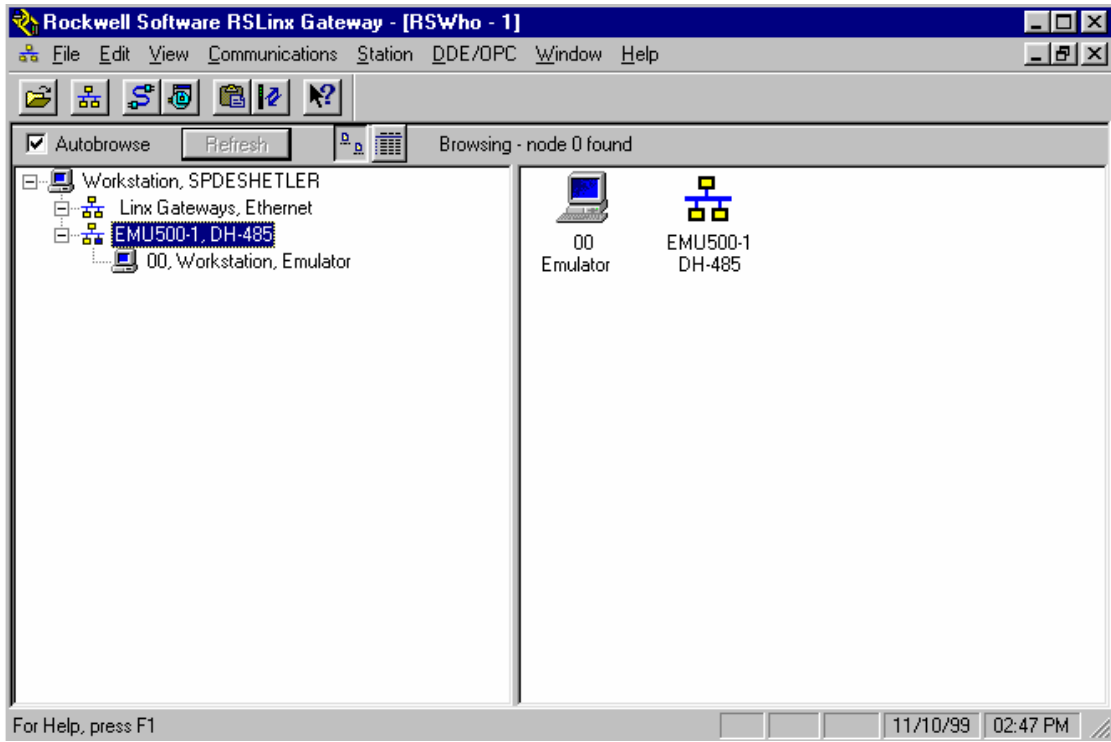 Rockwell Software RSLinx Gateway - [RSWho - 1]
File Edit View Communications Station DDE/OPC Window Help
Autobrowse Refresh Browsing - node 0 found
Workstation, SPDESHETLER
Linx Gateways, Ethernet
EMU500-1, DH-485
00, Workstation, Emulator
00
Emulator
EMU500-1
DH-485
For Help, press F1 11/10/99 02:47 PM